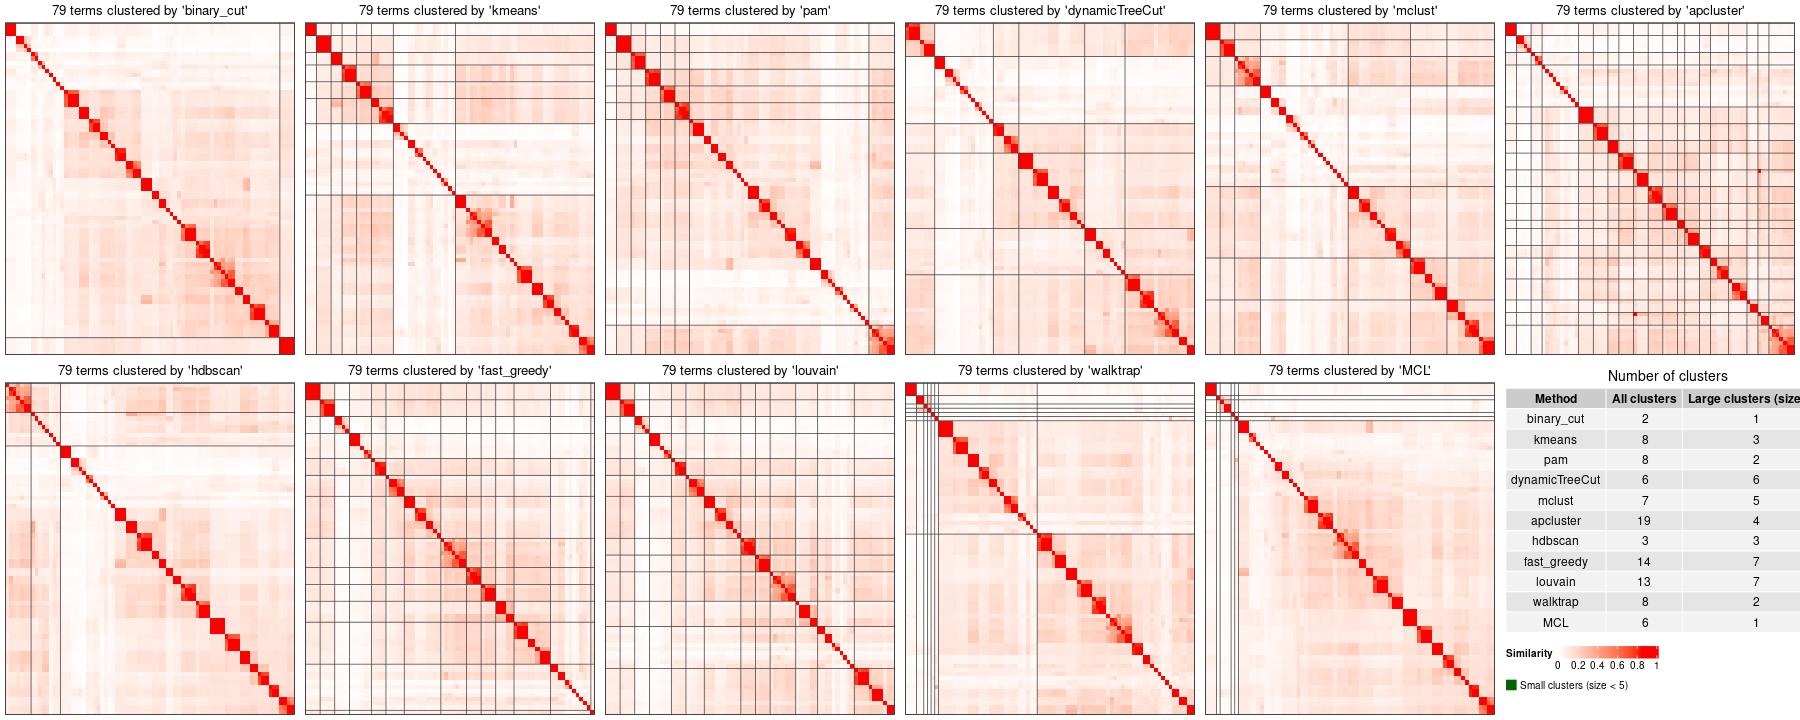 79 terms clustered by 'binary_cut'
79 terms clustered by 'kmeans'
79 terms clustered by 'pam'
79 terms clustered by 'dynamicTreeCut'
79 terms clustered by 'mclust'
79 terms clustered by 'apcluster'
79 terms clustered by 'hdbscan'
79 terms clustered by 'fast_greedy'
79 terms clustered by 'louvain'
79 terms clustered by 'walktrap'
79 terms clustered by 'MCL'
Number of clusters
Method All clusters Large clusters (size
binary_cut 2 1
kmeans 8 3
pam 8 2
dynamicTreeCut 6 6
mclust 7 5
apcluster 19 4
hdbscan 3 3
fast_greedy 14 7
louvain 13 7
walktrap 8 2
MCL 6 1
Similarity
0 0.2 0.4 0.6 0.8 1
Small clusters (size < 5)